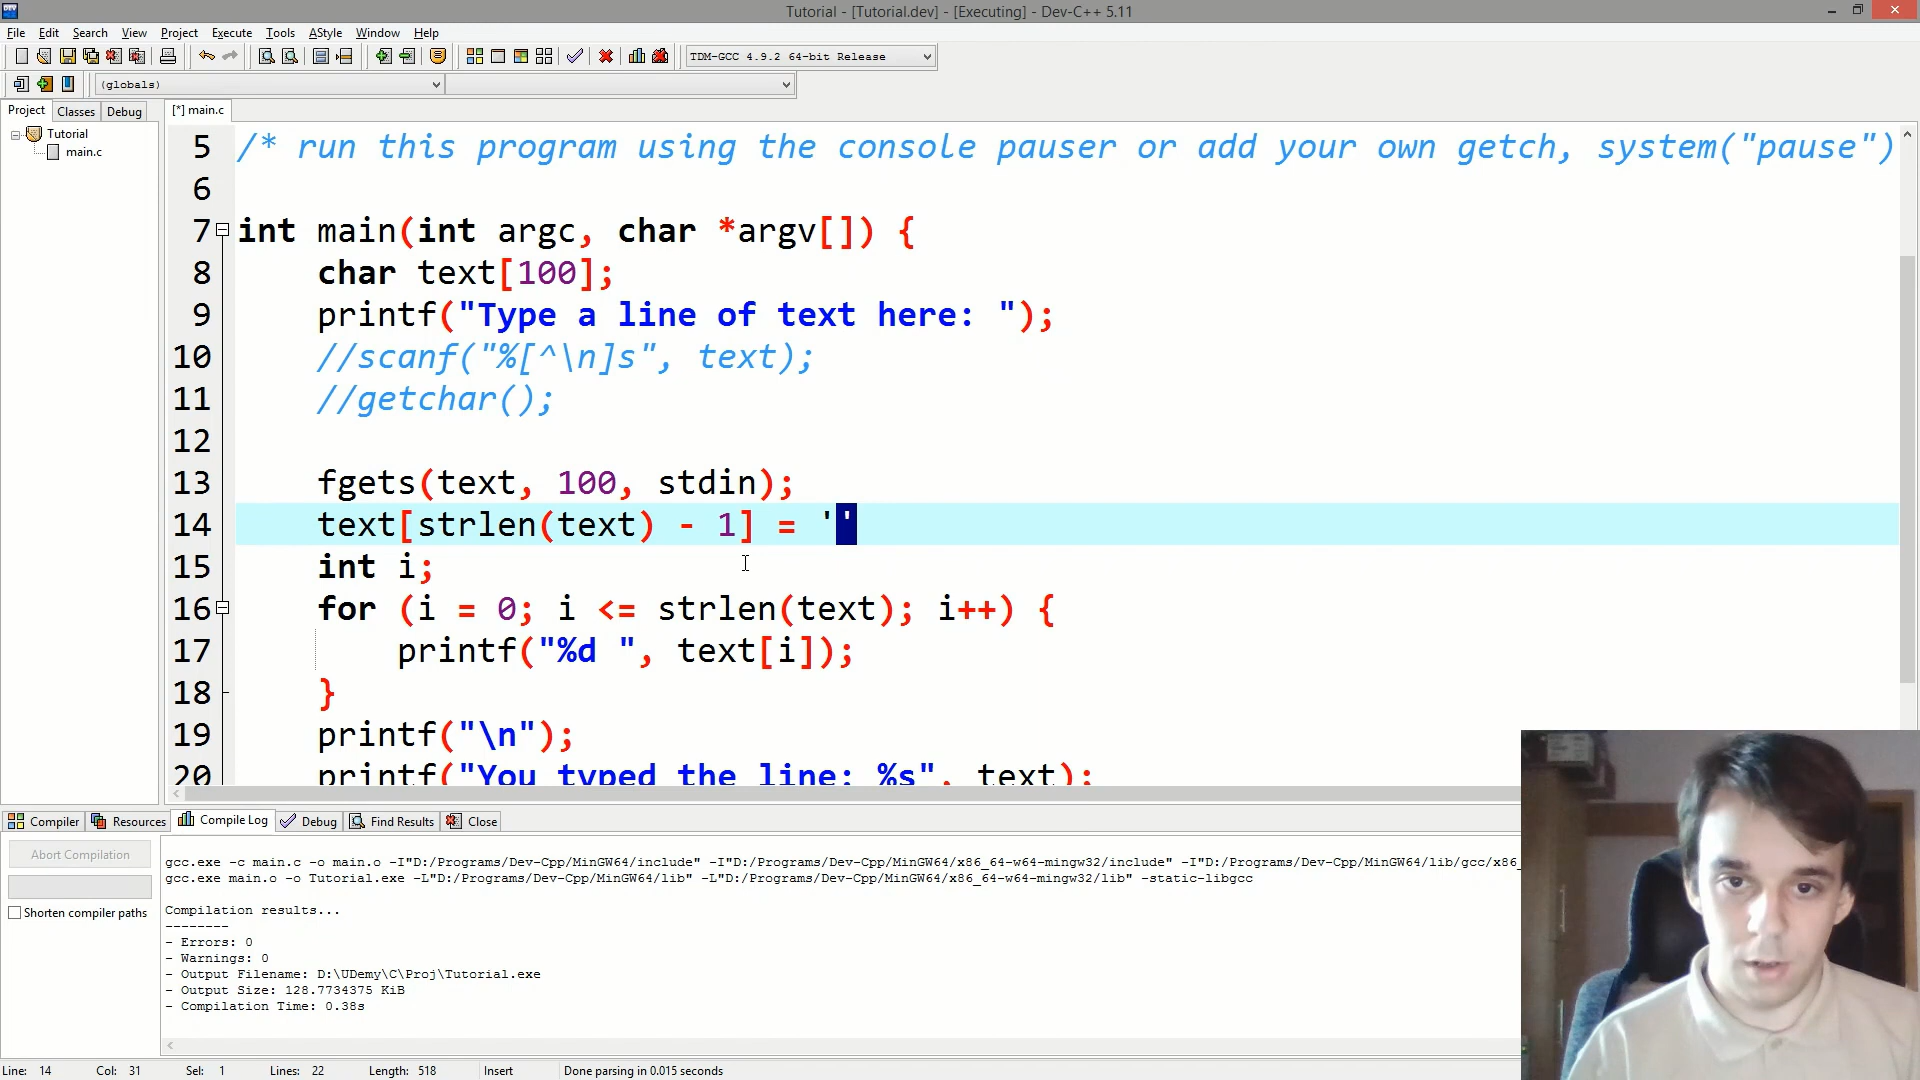 Tutorial - [Tutorial.dev] - [Executing] - Dev-C++ 5.11
File Edit Search View Project Execute Tools AStyle Window Help
TDM-GCC 4.9.2 64-bit Release
(globals)
Project Classes Debug
[*] main.c
Tutorial
main.c
5 /* run this program using the console pauser or add your own getch, system("pause")
6
7 int main(int argc, char *argv[]) {
8 char text[100];
9 printf("Type a line of text here: ");
10 //scanf("%[^\n]s", text);
11 //getchar();
12
13 fgets(text, 100, stdin);
14 text[strlen(text) - 1] = ''
15 int i;
16 for (i = 0; i <= strlen(text); i++) {
17 printf("%d ", text[i]);
18 }
19 printf("\n");
20 printf("You typed the line: %s", text);
Compiler Resources Compile Log Debug Find Results Close
Abort Compilation
Shorten compiler paths
gcc.exe -c main.c -o main.o -I"D:/Programs/Dev-Cpp/MinGW64/include" -I"D:/Programs/Dev-Cpp/MinGW64/x86_64-w64-mingw32/include" -I"D:/Programs/Dev-Cpp/MinGW64/lib/gcc/x86_
gcc.exe main.o -o Tutorial.exe -L"D:/Programs/Dev-Cpp/MinGW64/lib" -L"D:/Programs/Dev-Cpp/MinGW64/x86_64-w64-mingw32/lib" -static-libgcc
Compilation results...
--------
- Errors: 0
- Warnings: 0
- Output Filename: D:\UDemy\C\Proj\Tutorial.exe
- Output Size: 128.7734375 KiB
- Compilation Time: 0.38s
Line: 14 Col: 31 Sel: 1 Lines: 22 Length: 518 Insert Done parsing in 0.015 seconds